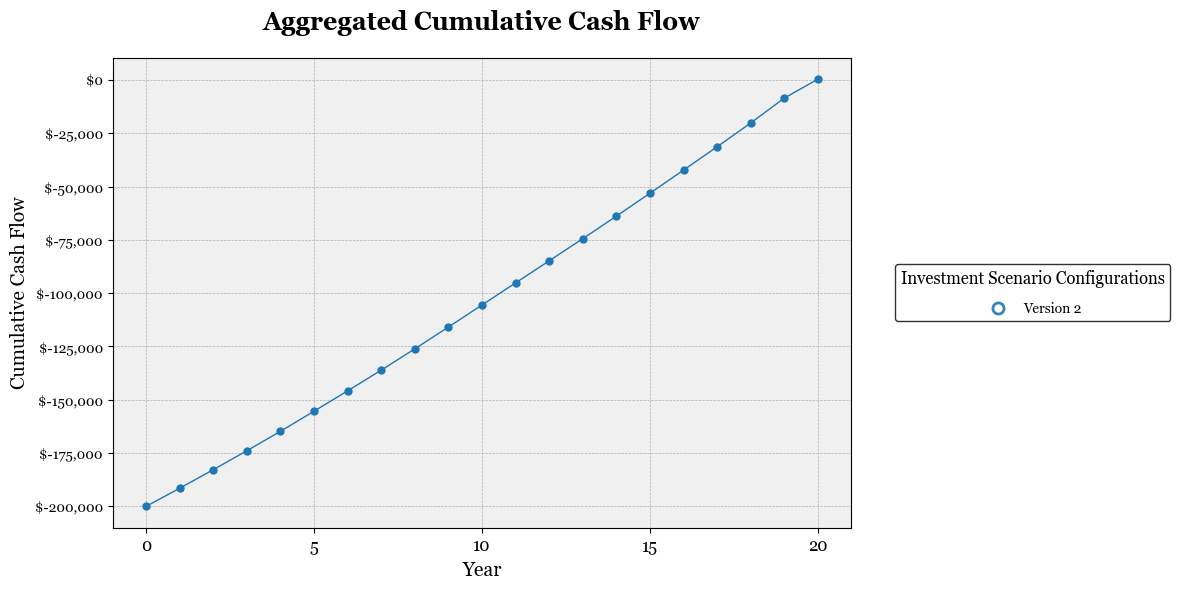 Aggregated Cumulative Cash Flow
$0
$-25,000
$-50,000
$-75,000
$-100,000
$-125,000
$-150,000
$-175,000
$-200,000
Cumulative Cash Flow
0 5 10 15 20
Year
Investment Scenario Configurations
Version 2